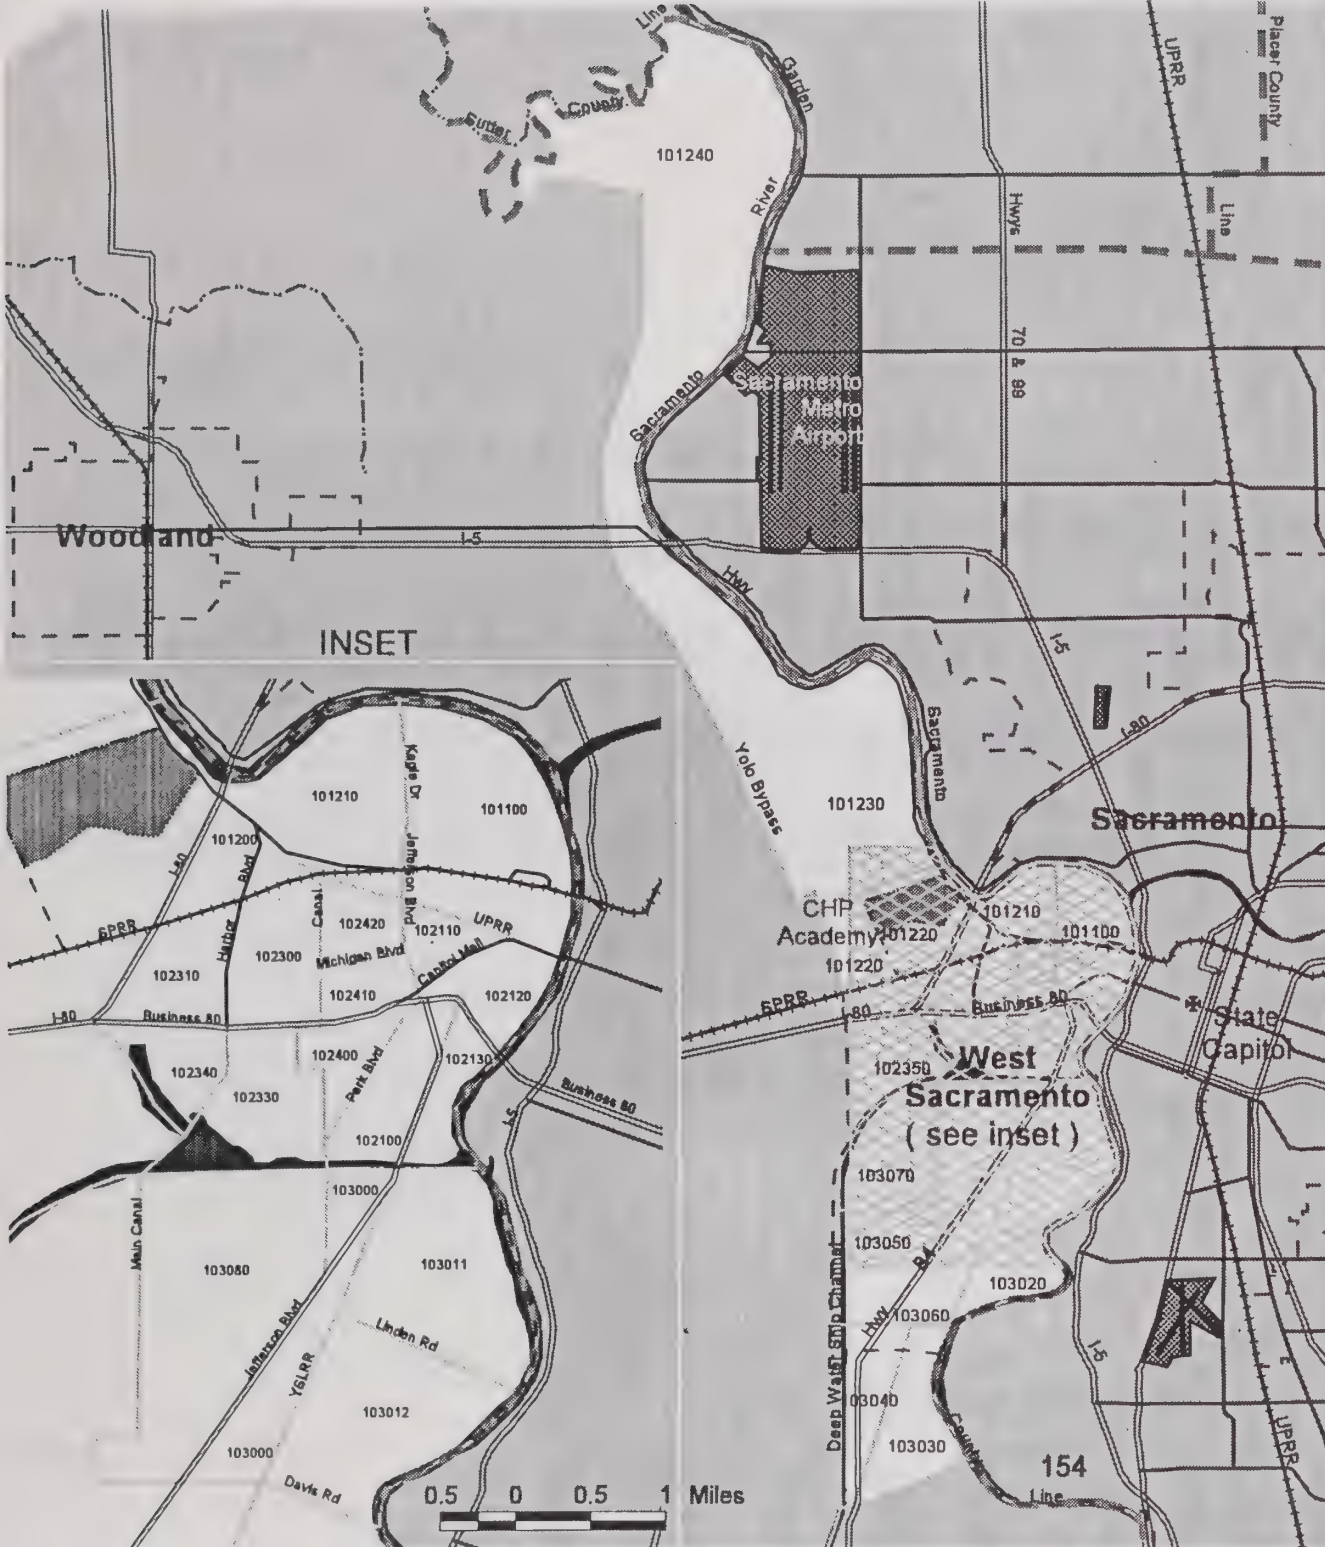 Line
Garden
Placer County
UPRR
Sutter
County
101240
River
Hwys
Line
70 & 99
Sacramento
Sacramento
Metro
Airport
Woodland
I-5
Hwy
INSET
I-5
Sacramento
I-80
Yolo Bypass
101230
Sacramento
CHP
Academy
101220
101210
101100
101220
SPRR
I-80
Business 80
State
Capitol
102350
West
Sacramento
( see inset )
103070
103050
84
103020
Hwy
103060
Deep Water Ship Channel
I-5
03040
County
103030
154
Line
UPRR
101210
Kegle Dr
101100
101200
I-80
Blvd
Jefferson Blvd
Canal
102420
102110
UPRR
SPRR
Harbor
102300
Michigan Blvd
Capitol Mall
102310
102410
102120
I-80
Business 80
102400
102130
102340
Park Blvd
102330
Business 80
I-5
102100
103000
Main Canal
103080
103011
Jefferson Blvd
Linden Rd
YSLRR
103012
103000
Davis Rd
0.5 0 0.5 1 Miles